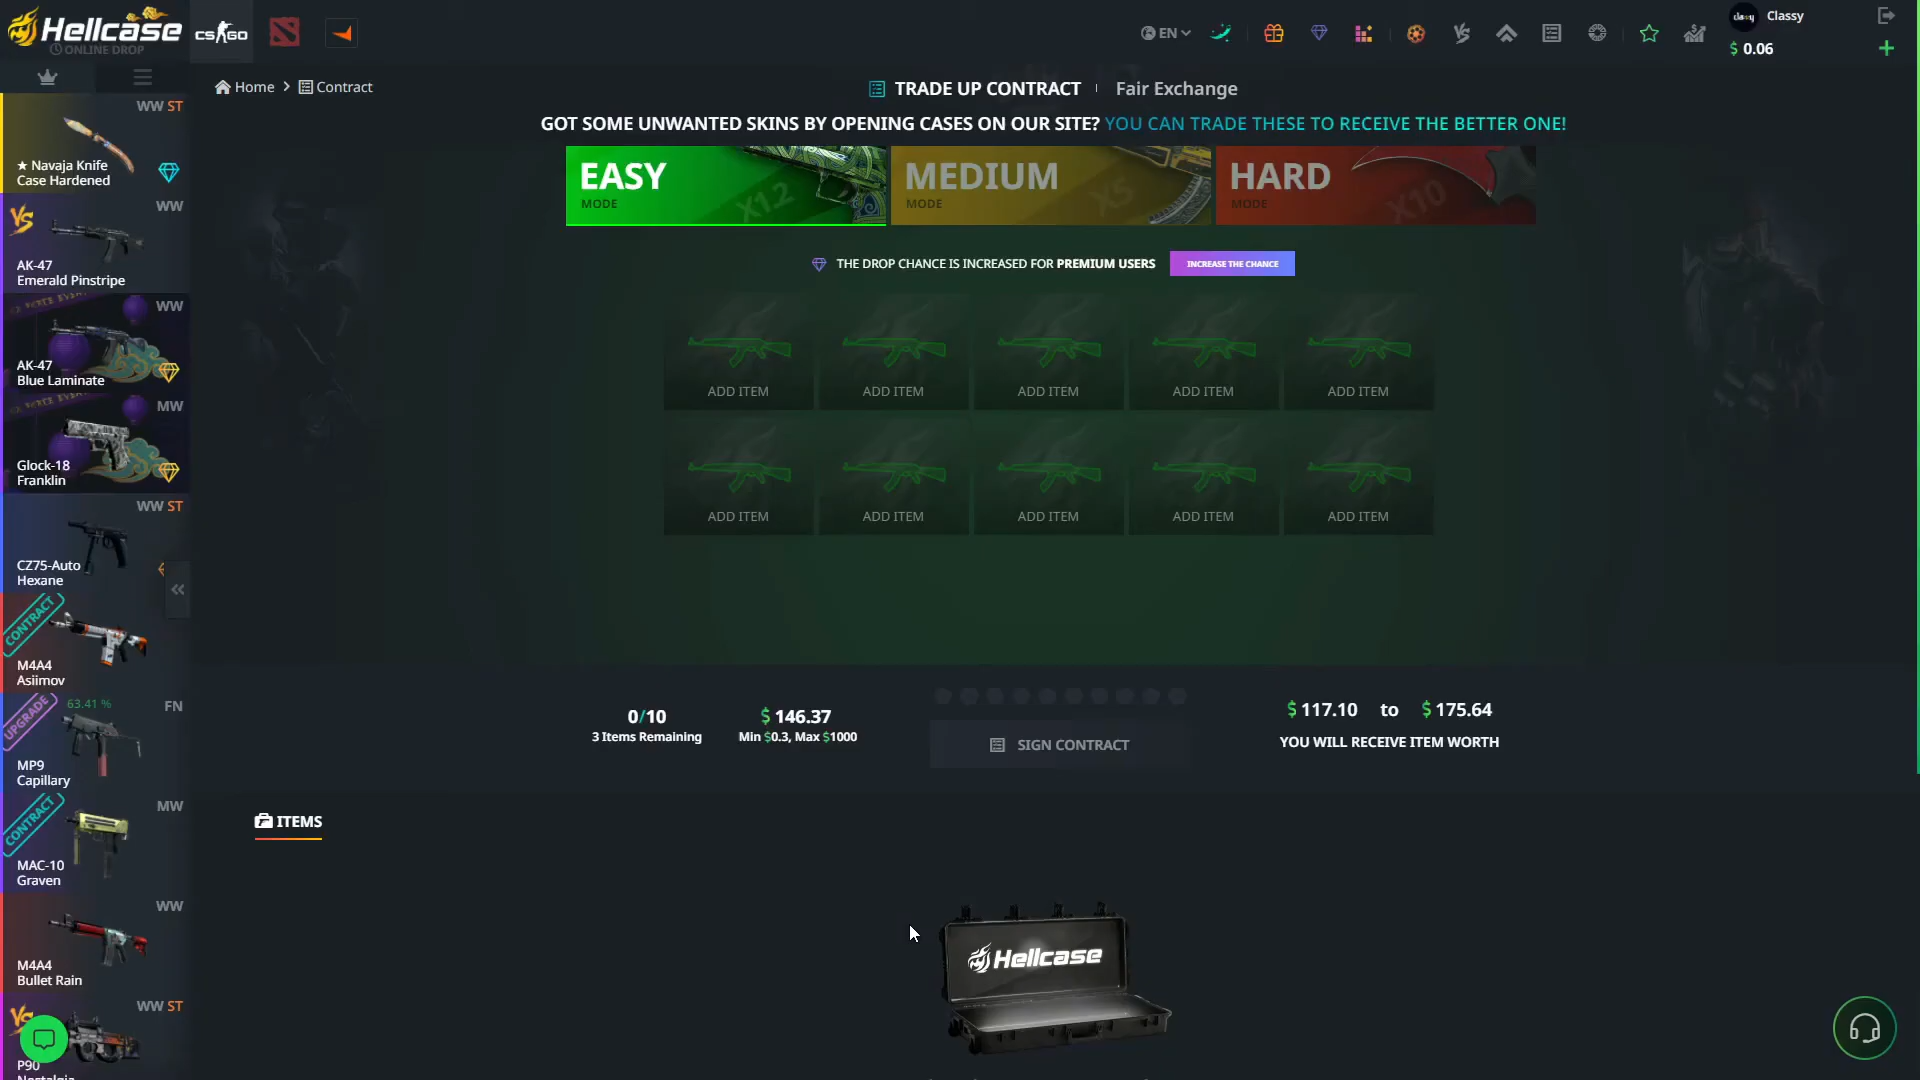 Hellcase
ONLINE DROP
CS:GO
EN
Classy
$ 0.06
Home > Contract
TRADE UP CONTRACT
Fair Exchange
GOT SOME UNWANTED SKINS BY OPENING CASES ON OUR SITE? YOU CAN TRADE THESE TO RECEIVE THE BETTER ONE!
EASY
MODE
X1.2
MEDIUM
MODE
X5
HARD
MODE
X10
THE DROP CHANCE IS INCREASED FOR PREMIUM USERS
INCREASE THE CHANCE
ADD ITEM
ADD ITEM
ADD ITEM
ADD ITEM
ADD ITEM
ADD ITEM
ADD ITEM
ADD ITEM
ADD ITEM
ADD ITEM
0/10
3 Items Remaining
$ 146.37
Min $0.3, Max $1000
SIGN CONTRACT
$ 117.10 to $ 175.64
YOU WILL RECEIVE ITEM WORTH
ITEMS
Hellcase
WW ST
★ Navaja Knife
Case Hardened
WW
VS
AK-47
Emerald Pinstripe
WW
AK-47
Blue Laminate
MW
Glock-18
Franklin
WW ST
CZ75-Auto
Hexane
CONTRACT
M4A4
Asiimov
UPGRADE
63.41 %
FN
MP9
Capillary
CONTRACT
MW
MAC-10
Graven
WW
M4A4
Bullet Rain
WW ST
VS
P90